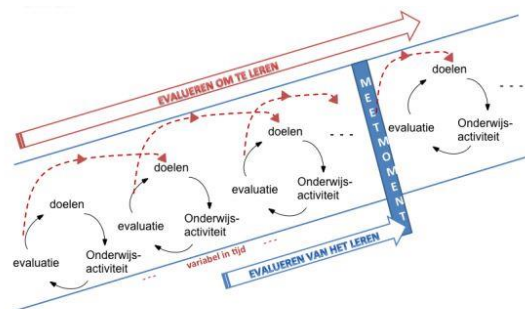 EVALUEREN OM TE LEREN
doelen
evaluatie
Onderwijs-
activiteit
doelen
evaluatie
Onderwijs-
activiteit
doelen
evaluatie
Onderwijs-
activiteit
...
MEETMOMENT
doelen
evaluatie
Onderwijs-
activiteit
...
... variabel in tijd ...
EVALUEREN VAN HET LEREN